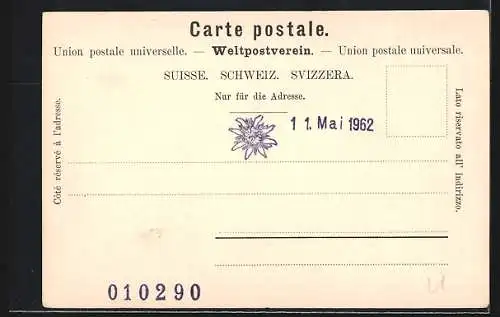 Carte postale.
Union postale universelle. — Weltpostverein. — Union postale universale.
SUISSE. SCHWEIZ. SVIZZERA.
Nur für die Adresse.
11. Mai 1962
Côté réservé à l'adresse.
Lato riservato all' indirizzo.
010290